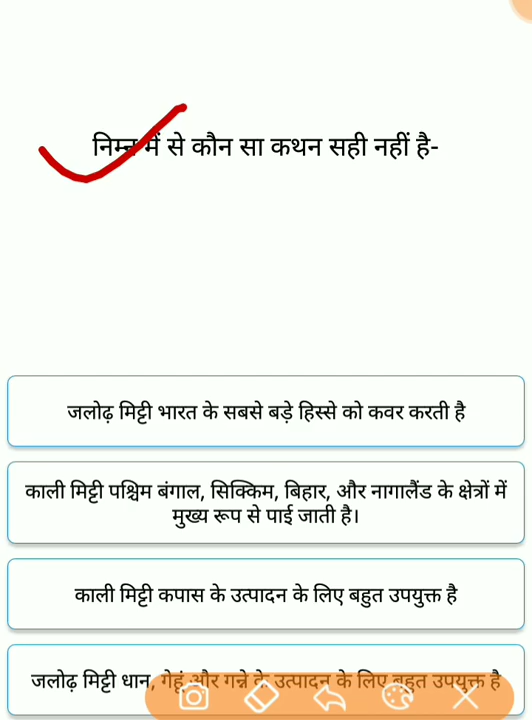 निम्न में से कौन सा कथन सही नहीं है-
जलोढ़ मिट्टी भारत के सबसे बड़े हिस्से को कवर करती है
काली मिट्टी पश्चिम बंगाल, सिक्किम, बिहार, और नागालैंड के क्षेत्रों में
मुख्य रूप से पाई जाती है।
काली मिट्टी कपास के उत्पादन के लिए बहुत उपयुक्त है
जलोढ़ मिट्टी धान, गेहूं और गन्ने के उत्पादन के लिए बहुत उपयुक्त है